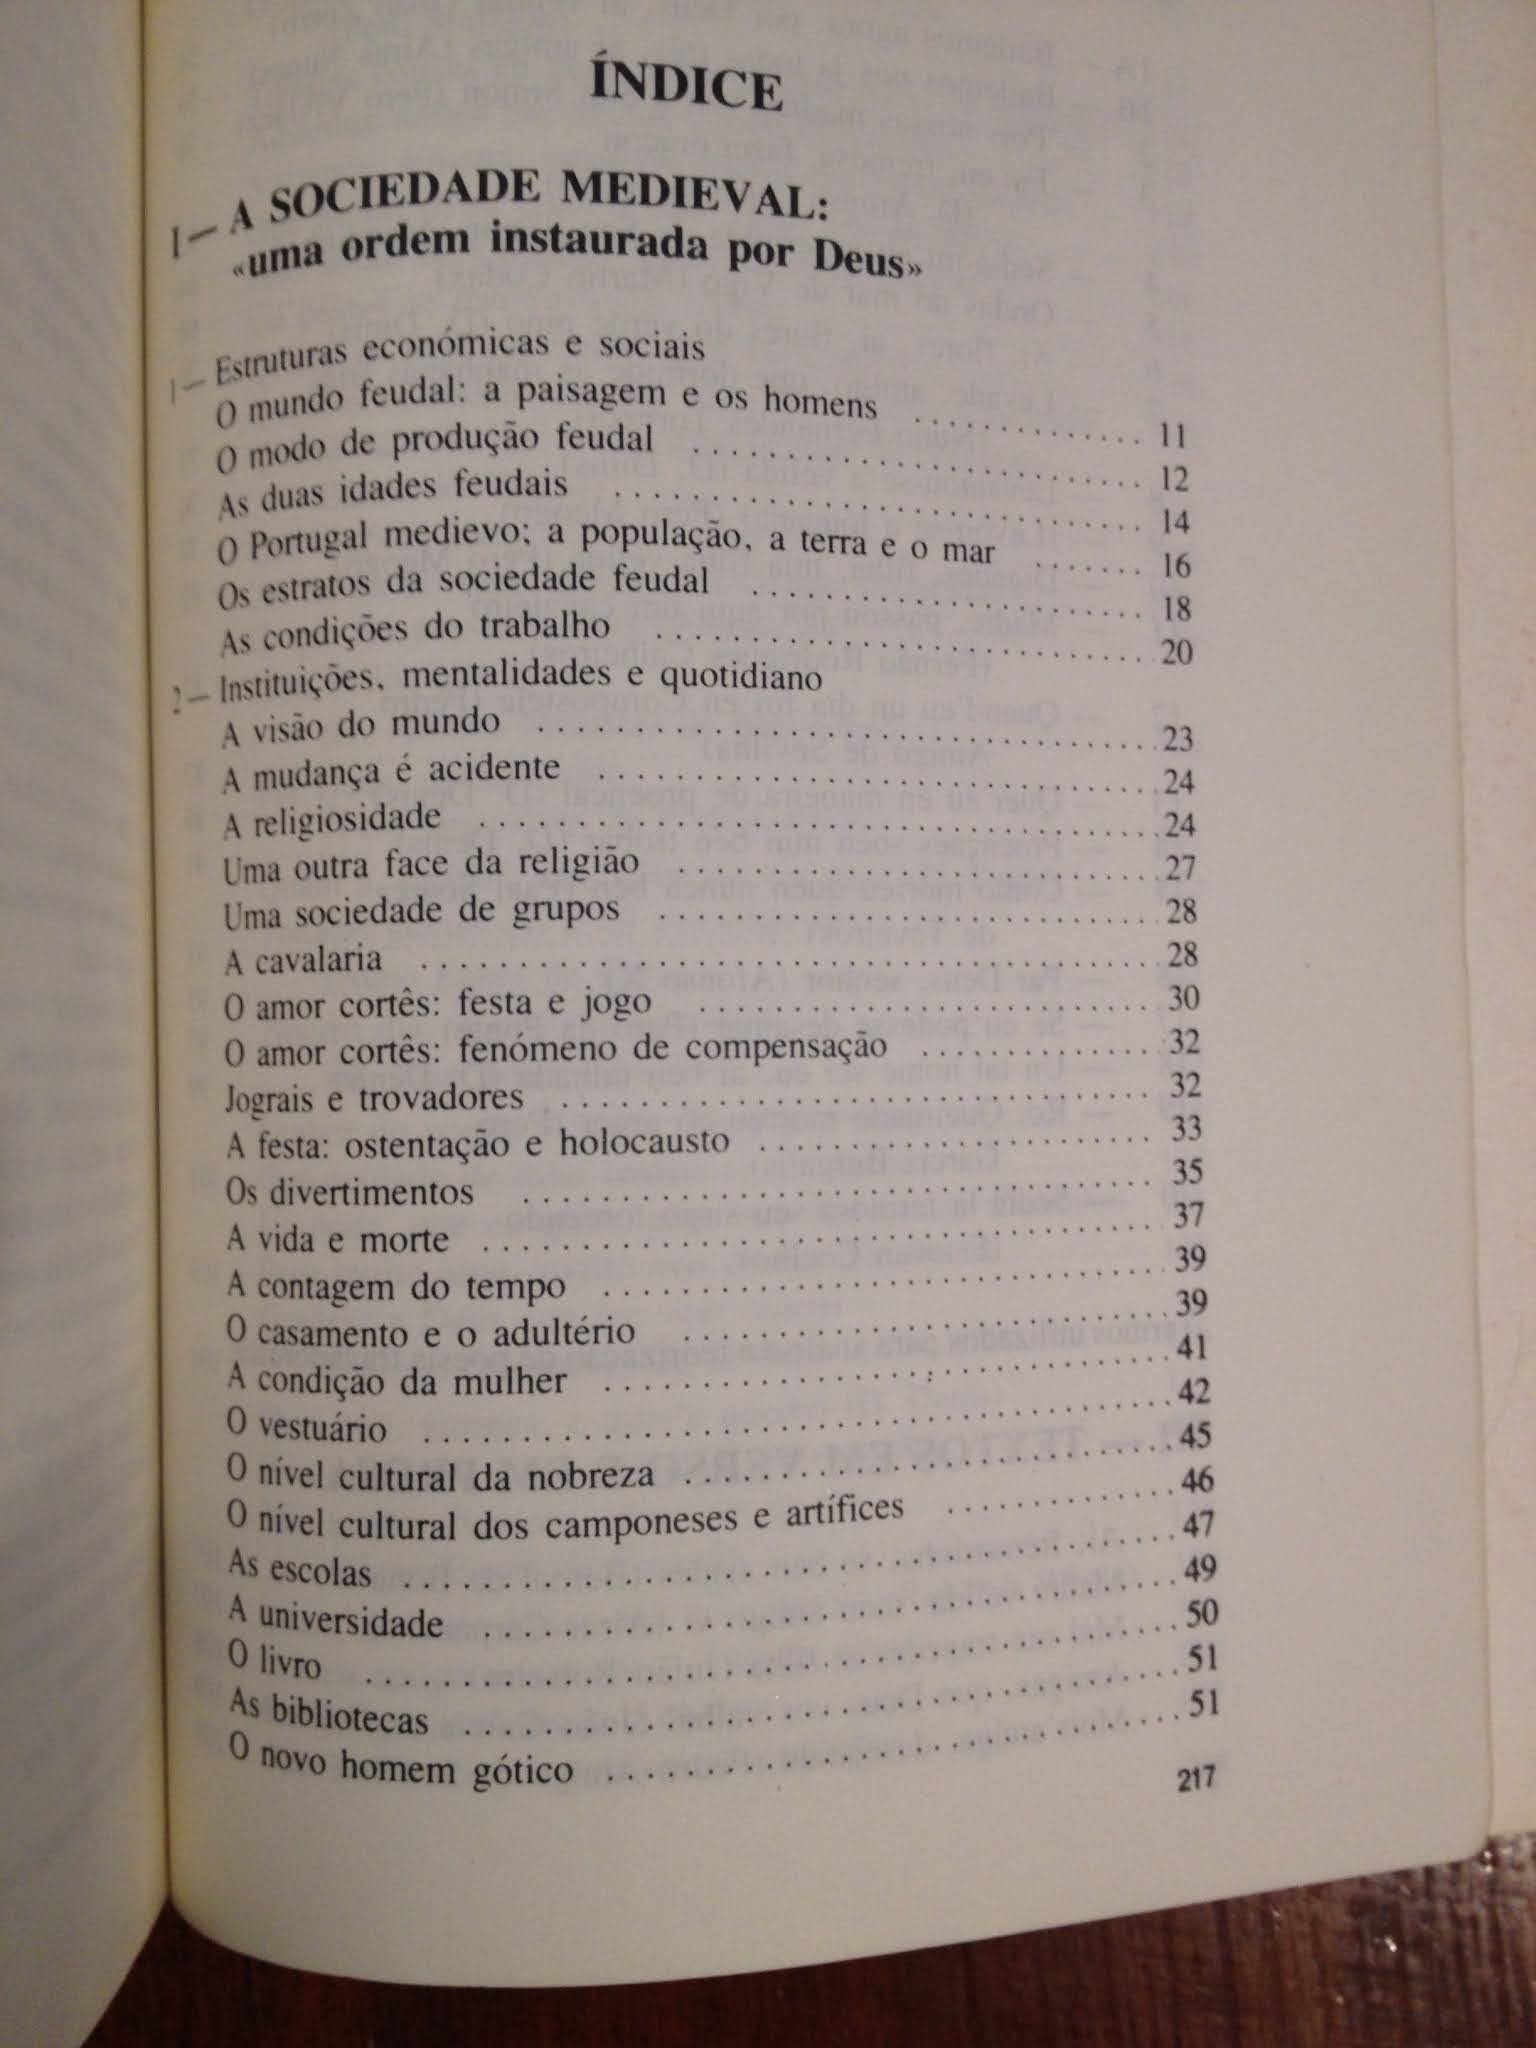 ÍNDICE
1 — A SOCIEDADE MEDIEVAL:
«uma ordem instaurada por Deus»
1 — Estruturas económicas e sociais
O mundo feudal: a paisagem e os homens .............. 11
O modo de produção feudal .............. 12
As duas idades feudais .............. 14
O Portugal medievo; a população, a terra e o mar ....... 16
Os estratos da sociedade feudal .............. 18
As condições do trabalho .............. 20
2 — Instituições, mentalidades e quotidiano
A visão do mundo .............. 23
A mudança é acidente .............. 24
A religiosidade .............. 24
Uma outra face da religião .............. 27
Uma sociedade de grupos .............. 28
A cavalaria .............. 28
O amor cortês: festa e jogo .............. 30
O amor cortês: fenómeno de compensação .............. 32
Jograis e trovadores .............. 32
A festa: ostentação e holocausto .............. 33
Os divertimentos .............. 35
A vida e morte .............. 37
A contagem do tempo .............. 39
O casamento e o adultério .............. 39
A condição da mulher .............. 41
O vestuário .............. 42
O nível cultural da nobreza .............. 45
O nível cultural dos camponeses e artífices .............. 46
As escolas .............. 47
A universidade .............. 49
O livro .............. 50
As bibliotecas .............. 51
O novo homem gótico .............. 51
217